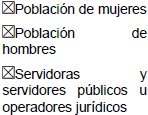 ☒Población de mujeres
☒Población de
hombres
☒Servidoras y
servidores públicos u
operadores jurídicos